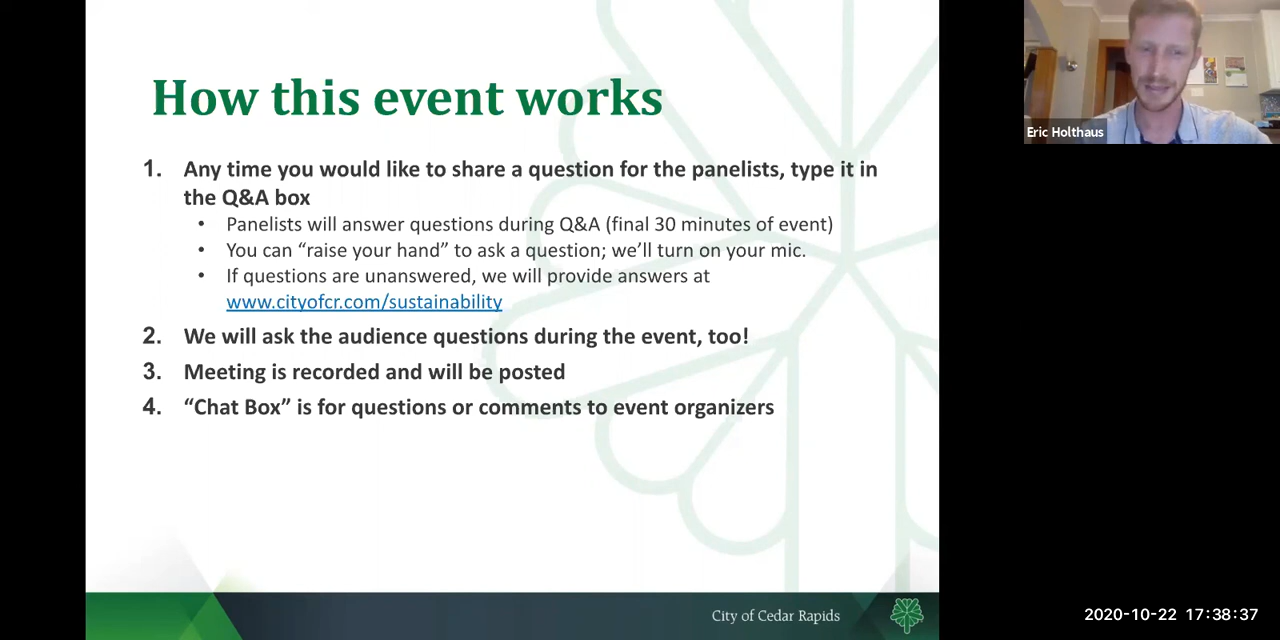 How this event works
1. Any time you would like to share a question for the panelists, type it in
the Q&A box
• Panelists will answer questions during Q&A (final 30 minutes of event)
• You can “raise your hand” to ask a question; we’ll turn on your mic.
• If questions are unanswered, we will provide answers at
www.cityofcr.com/sustainability
2. We will ask the audience questions during the event, too!
3. Meeting is recorded and will be posted
4. “Chat Box” is for questions or comments to event organizers
City of Cedar Rapids
Eric Holthaus
2020-10-22 17:38:37